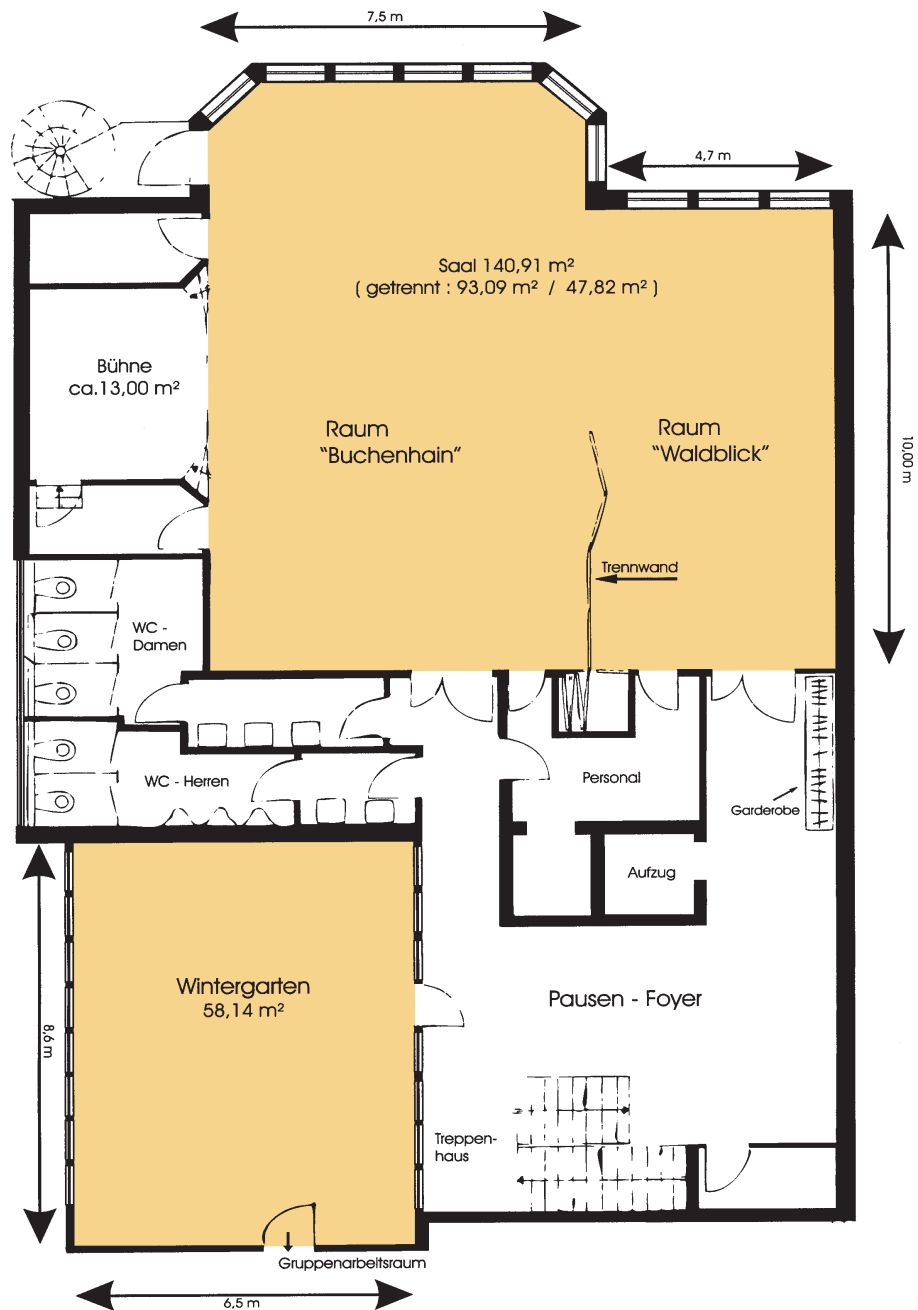 7,5 m
4,7 m
Saal 140,91 m²
( getrennt : 93,09 m² / 47,82 m² )
Bühne
ca.13,00 m²
Raum
"Buchenhain"
Raum
"Waldblick"
10,00 m
Trennwand
WC -
Damen
WC - Herren
Personal
Garderobe
Aufzug
Wintergarten
58,14 m²
Pausen - Foyer
8,6 m
Treppen-
haus
Gruppenarbeitsraum
6,5 m